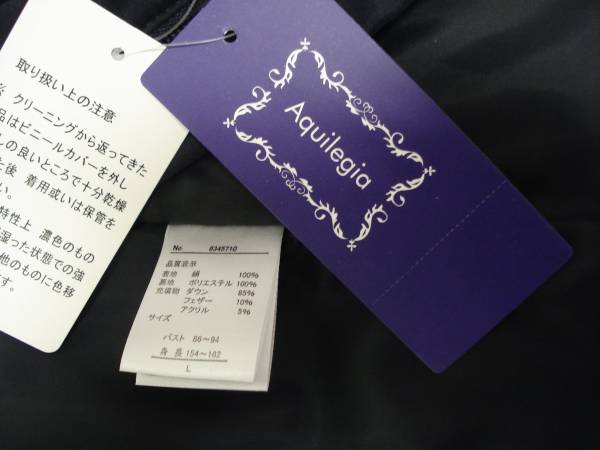 取り扱い上の注意
※ クリーニングから返ってきた
品はビニールカバーを外し
しの良いところで十分乾燥
た後 着用或いは保管を
い。
特性上 濃色のもの
湿った状態での強
他のものに色移
す。
Aquilegia
No. 8345710
品質表示
表地 絹 100%
裏地 ポリエステル 100%
充填物 ダウン 85%
フェザー 10%
アクリル 5%
サイズ
バスト 86～94
身長 154～162
L